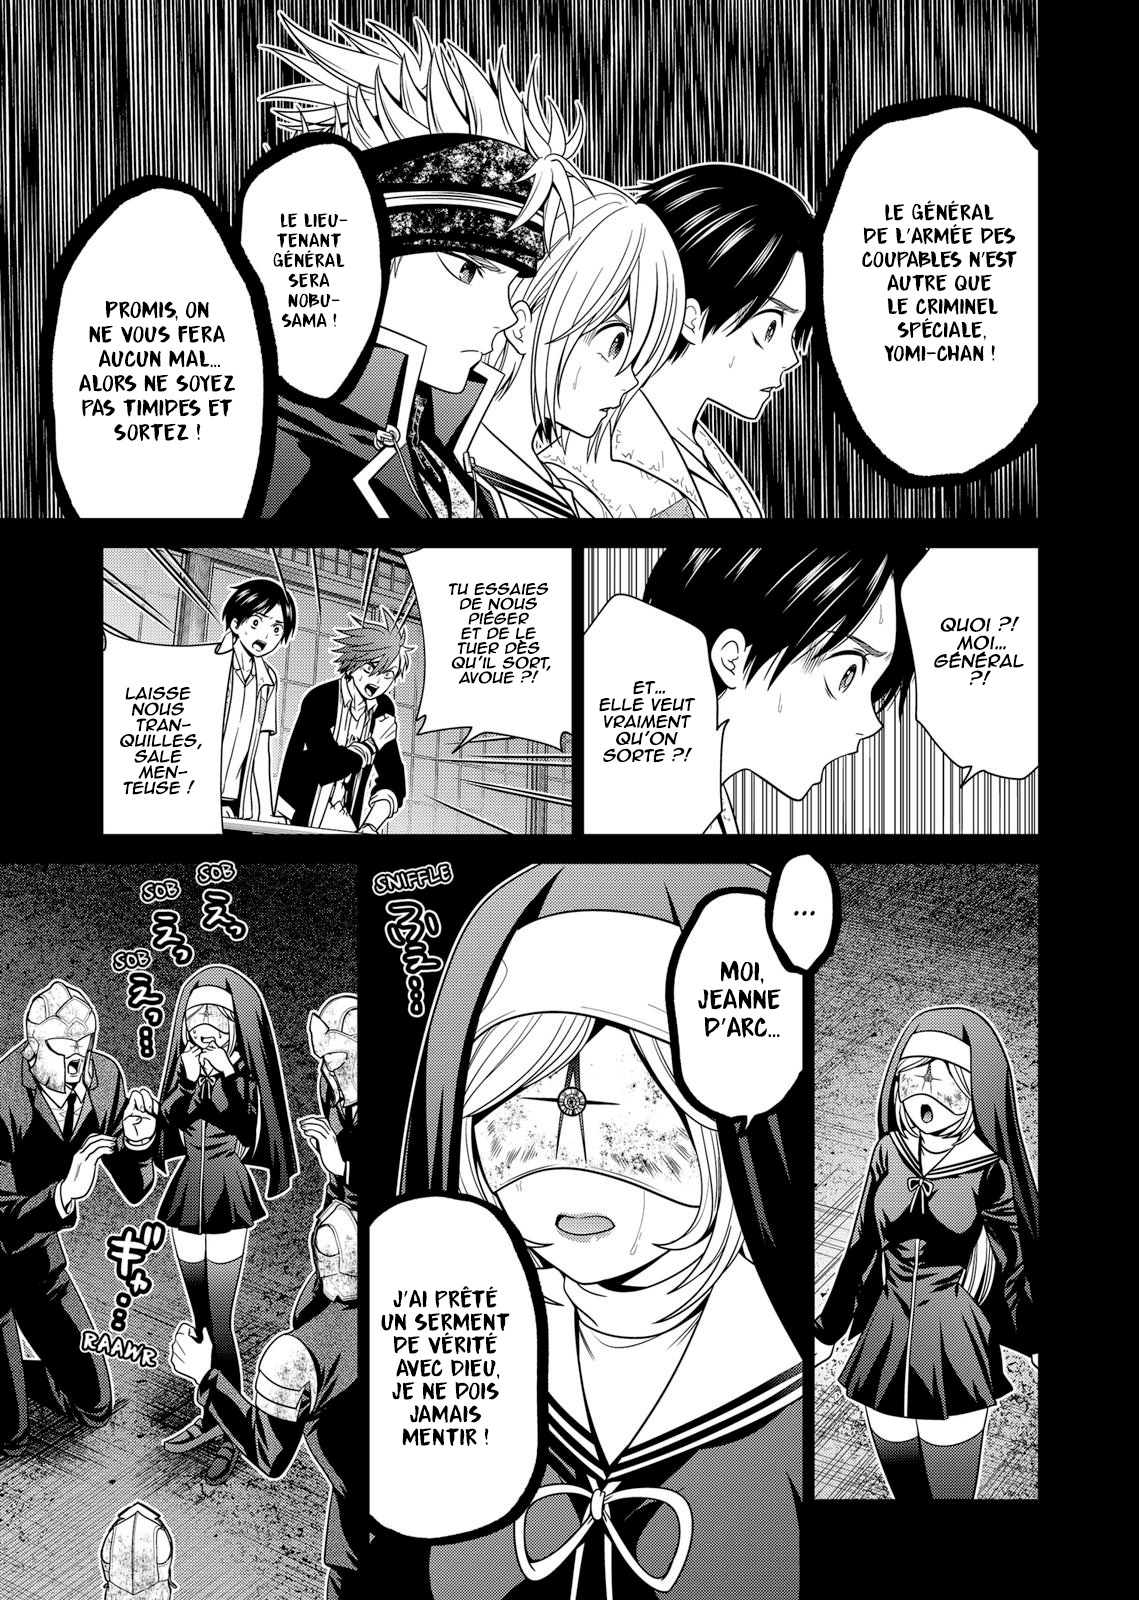 LE GÉNÉRAL
DE L'ARMÉE DES
COUPABLES N'EST
AUTRE QUE
LE CRIMINEL
SPÉCIALE,
YOMI-CHAN !
LE LIEU-
TENANT
GÉNÉRAL
SERA
NOBU-
SAMA !
PROMIS, ON
NE VOUS FERA
AUCUN MAL...
ALORS NE SOYEZ
PAS TIMIDES ET
SORTEZ !
QUOI ?!
MOI...
GÉNÉRAL
?!
ET...
ELLE VEUT
VRAIMENT
QU'ON
SORTE ?!
TU ESSAIES
DE NOUS
PIÉGER
ET DE LE
TUER DÈS
QU'IL SORT,
AVOUE ?!
LAISSE
NOUS
TRAN-
QUILLES,
SALE
MEN-
TEUSE !
...
MOI,
JEANNE
D'ARC...
SNIFFLE
ふぇ…
J'AI PRÊTÉ
UN SERMENT
DE VÉRITÉ
AVEC DIEU,
JE NE DOIS
JAMAIS
MENTIR !
SOB
えっ
SOB
えっ
SOB
えっ…
ギャ…
RAAWR